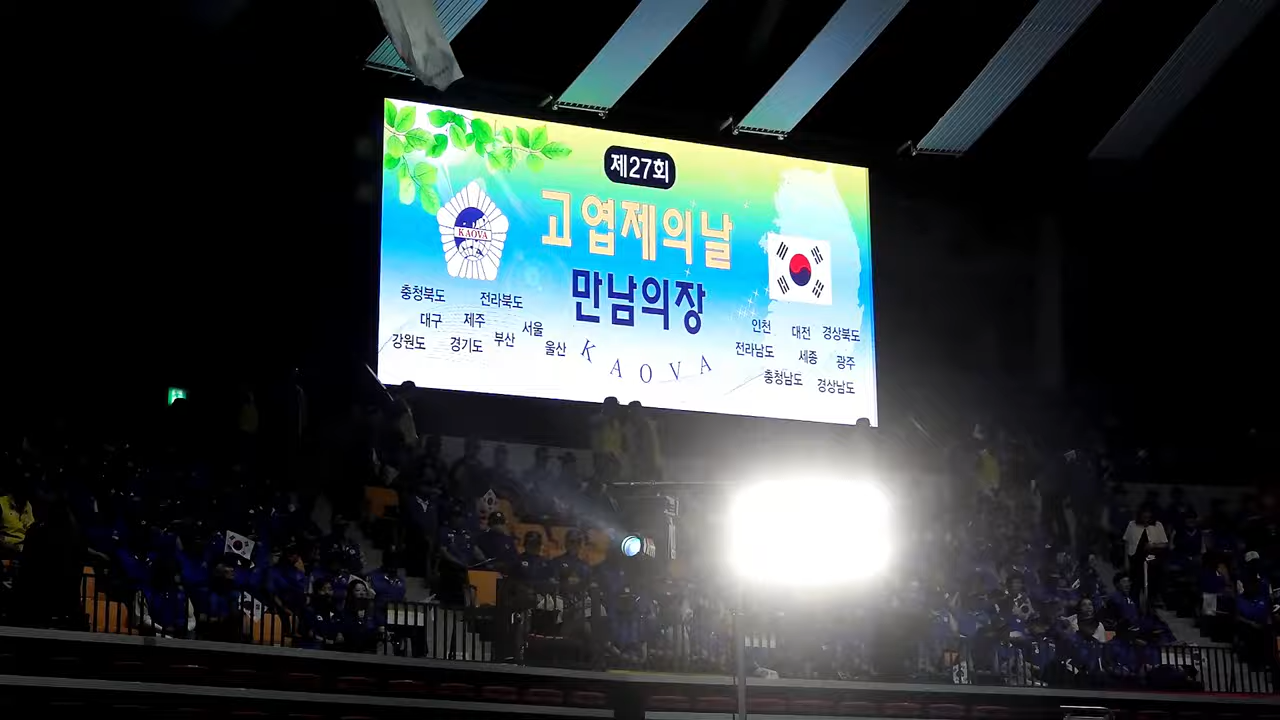 제27회
고엽제의날
만남의장
KAOVA
충청북도 전라북도
대구 제주 서울
강원도 경기도 부산 울산
KAOVA
인천 대전 경상북도
전라남도 세종 광주
충청남도 경상남도